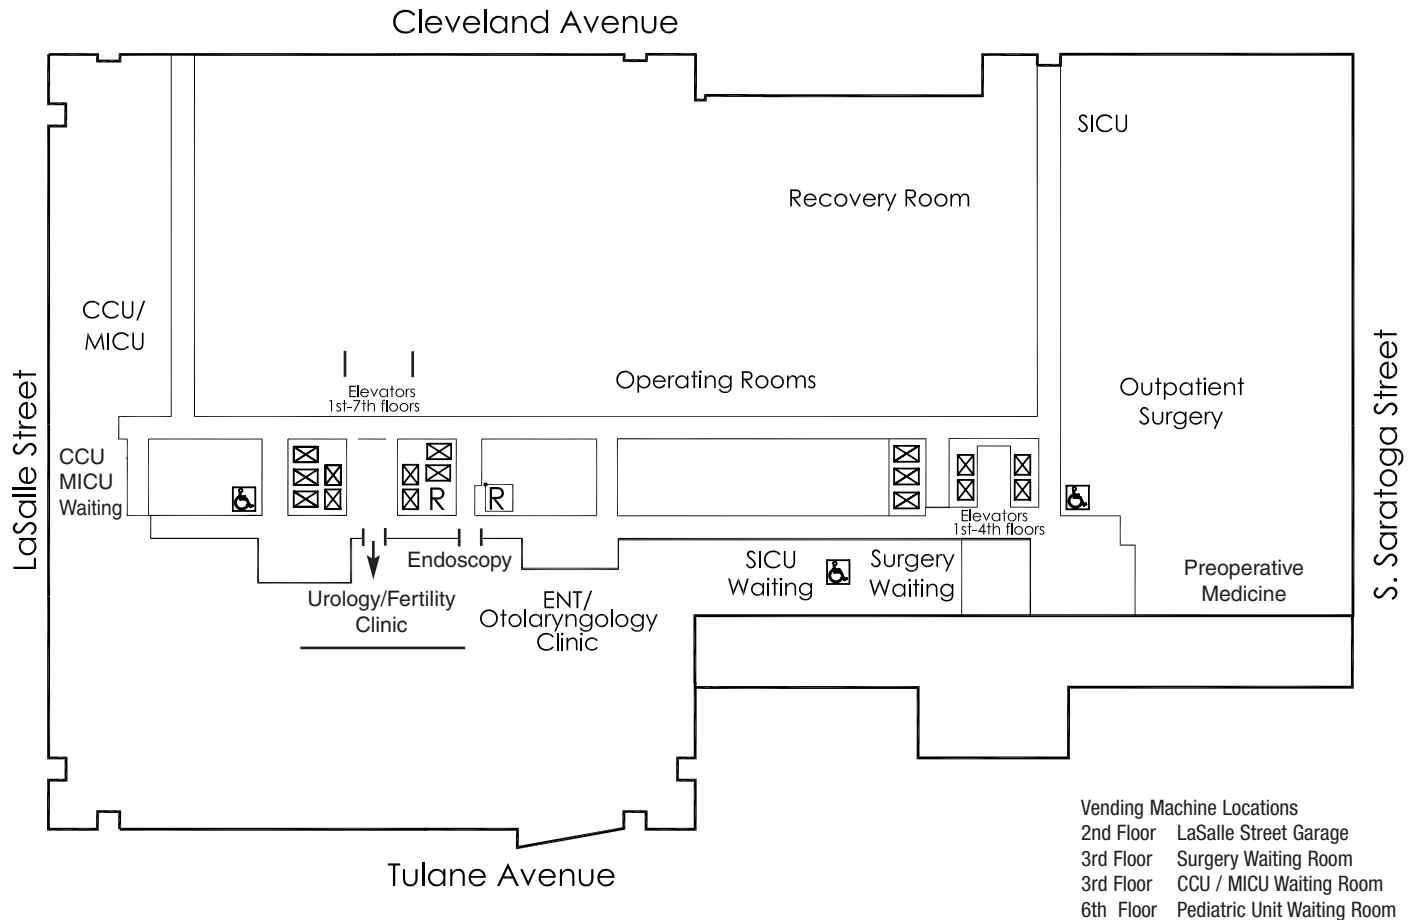 Cleveland Avenue
SICU
Recovery Room
CCU/
MICU
Elevators
1st-7th floors
Operating Rooms
Outpatient
Surgery
LaSalle Street
S. Saratoga Street
CCU
MICU
Waiting
R
R
Elevators
1st-4th floors
Endoscopy
SICU
Waiting
Surgery
Waiting
Preoperative
Medicine
Urology/Fertility
Clinic
ENT/
Otolaryngology
Clinic
Tulane Avenue
Vending Machine Locations
2nd Floor LaSalle Street Garage
3rd Floor Surgery Waiting Room
3rd Floor CCU / MICU Waiting Room
6th Floor Pediatric Unit Waiting Room